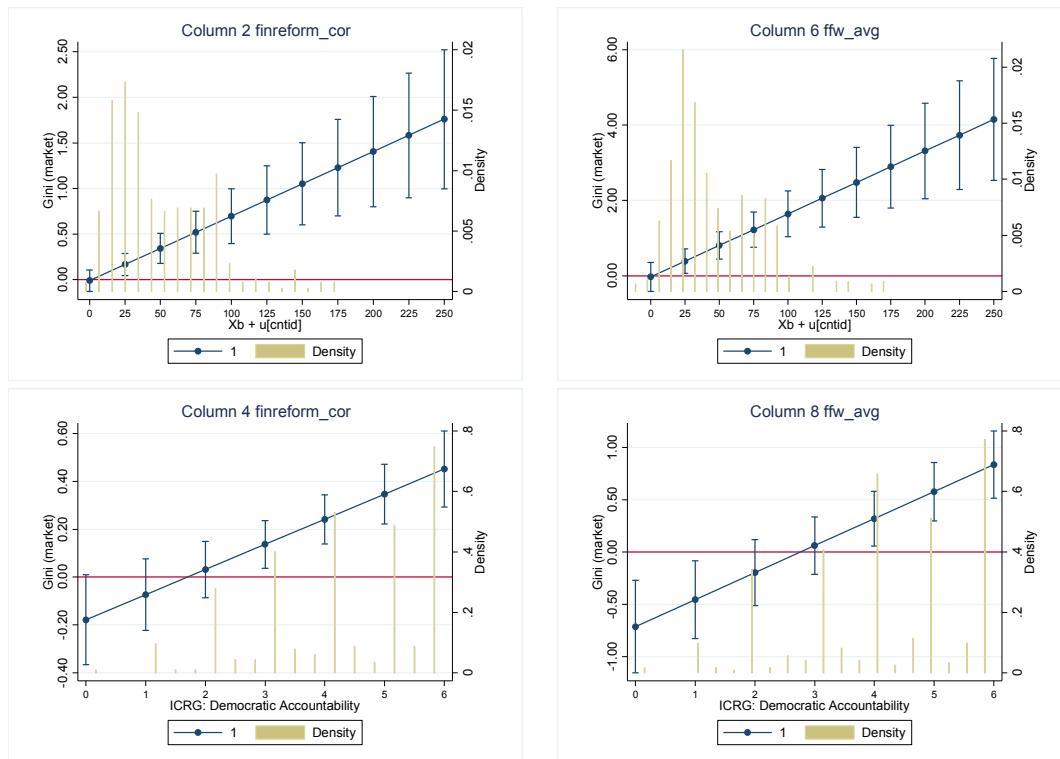 Column 2 finreform_cor
2.50
2.00
1.50
1.00
0.50
0.00
Gini (market)
.02
.015
.01
.005
0
Density
0 25 50 75 100 125 150 175 200 225 250
Xb + u[cntid]
1 Density
Column 6 ffw_avg
6.00
4.00
2.00
0.00
Gini (market)
.02
.01
0
Density
0 25 50 75 100 125 150 175 200 225 250
Xb + u[cntid]
1 Density
Column 4 finreform_cor
0.60
0.40
0.20
0.00
-0.20
-0.40
Gini (market)
.8
.6
.4
.2
0
Density
0 1 2 3 4 5 6
ICRG: Democratic Accountability
1 Density
Column 8 ffw_avg
1.00
0.50
0.00
-0.50
-1.00
Gini (market)
.8
.6
.4
.2
0
Density
0 1 2 3 4 5 6
ICRG: Democratic Accountability
1 Density